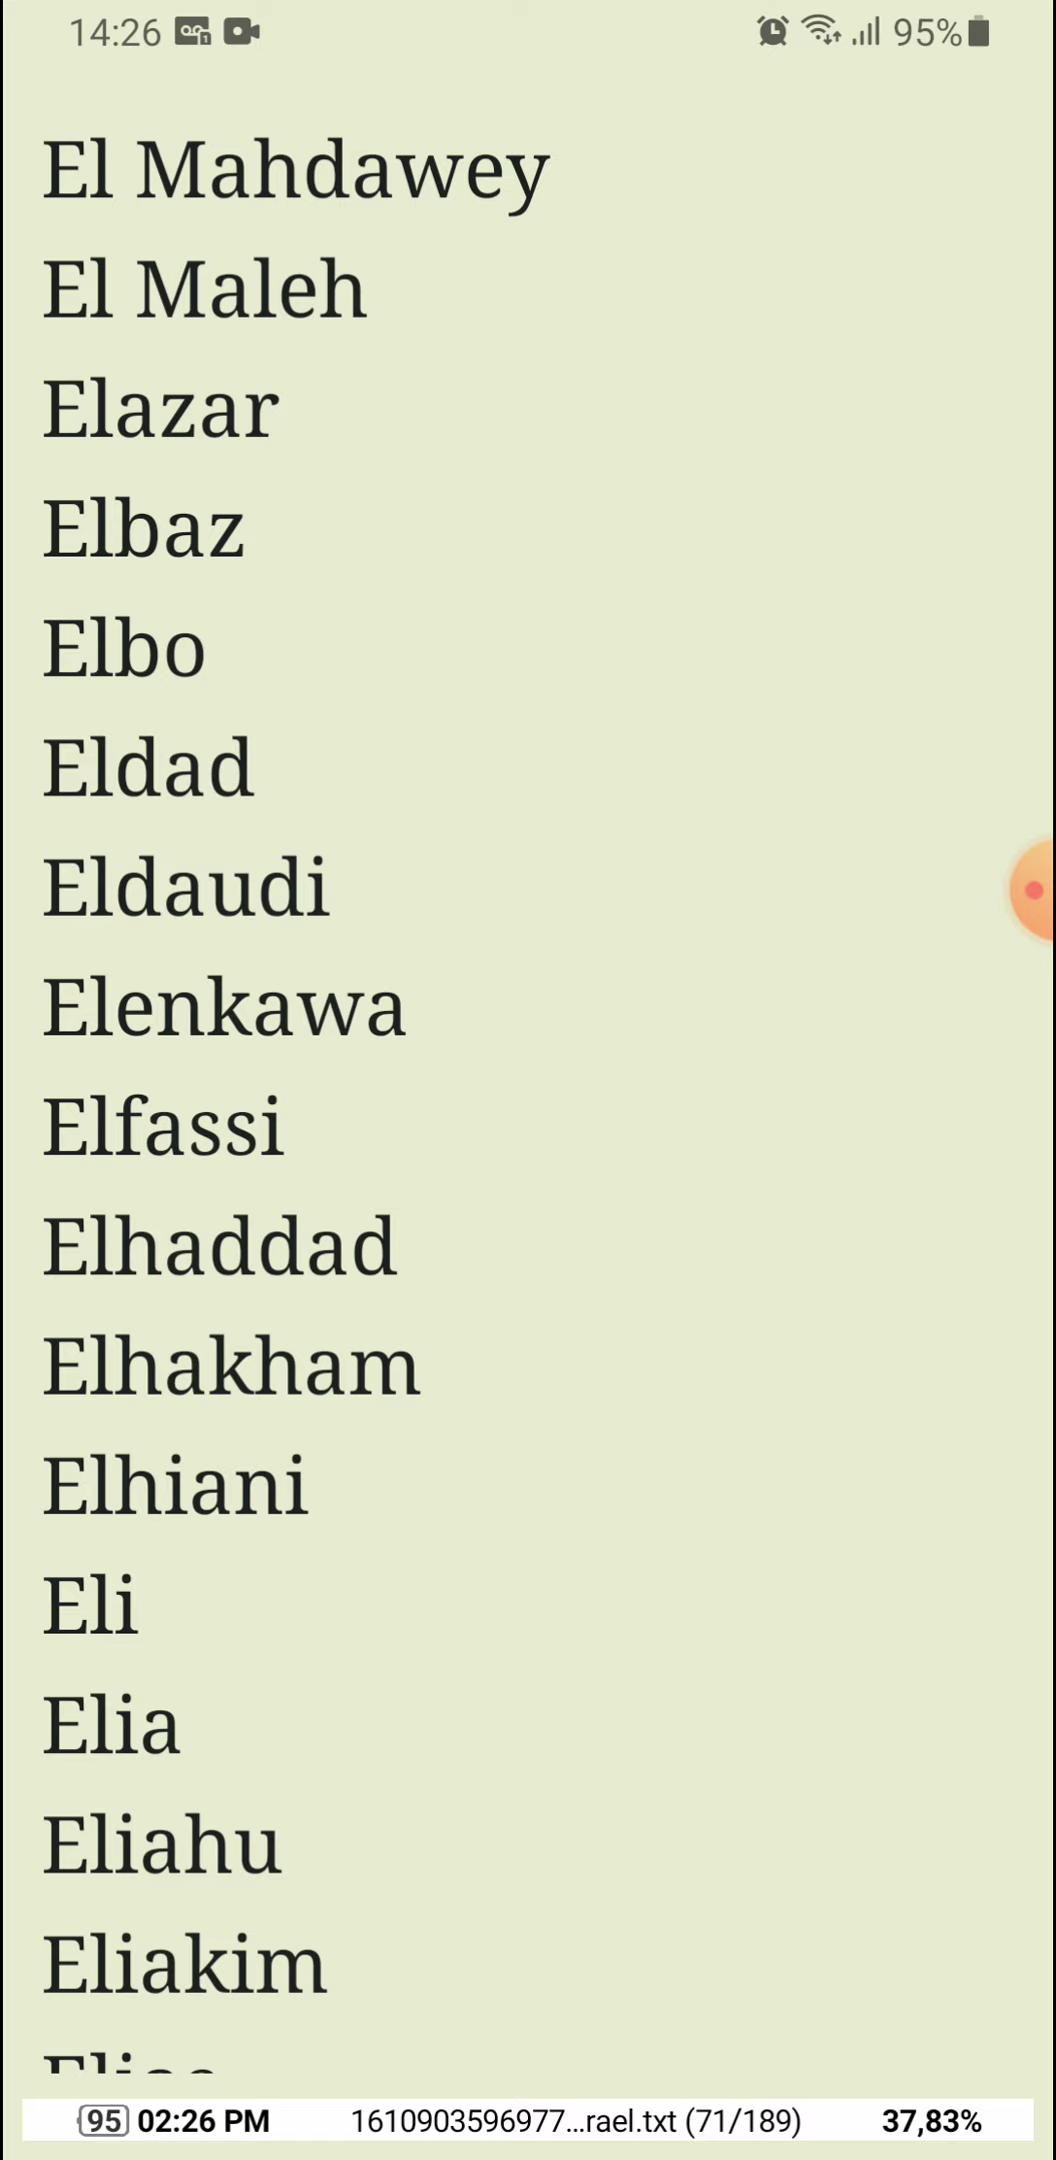 14:26 95%
El Mahdawey
El Maleh
Elazar
Elbaz
Elbo
Eldad
Eldaudi
Elenkawa
Elfassi
Elhaddad
Elhakham
Elhiani
Eli
Elia
Eliahu
Eliakim
95 02:26 PM 1610903596977...rael.txt (71/189) 37,83%